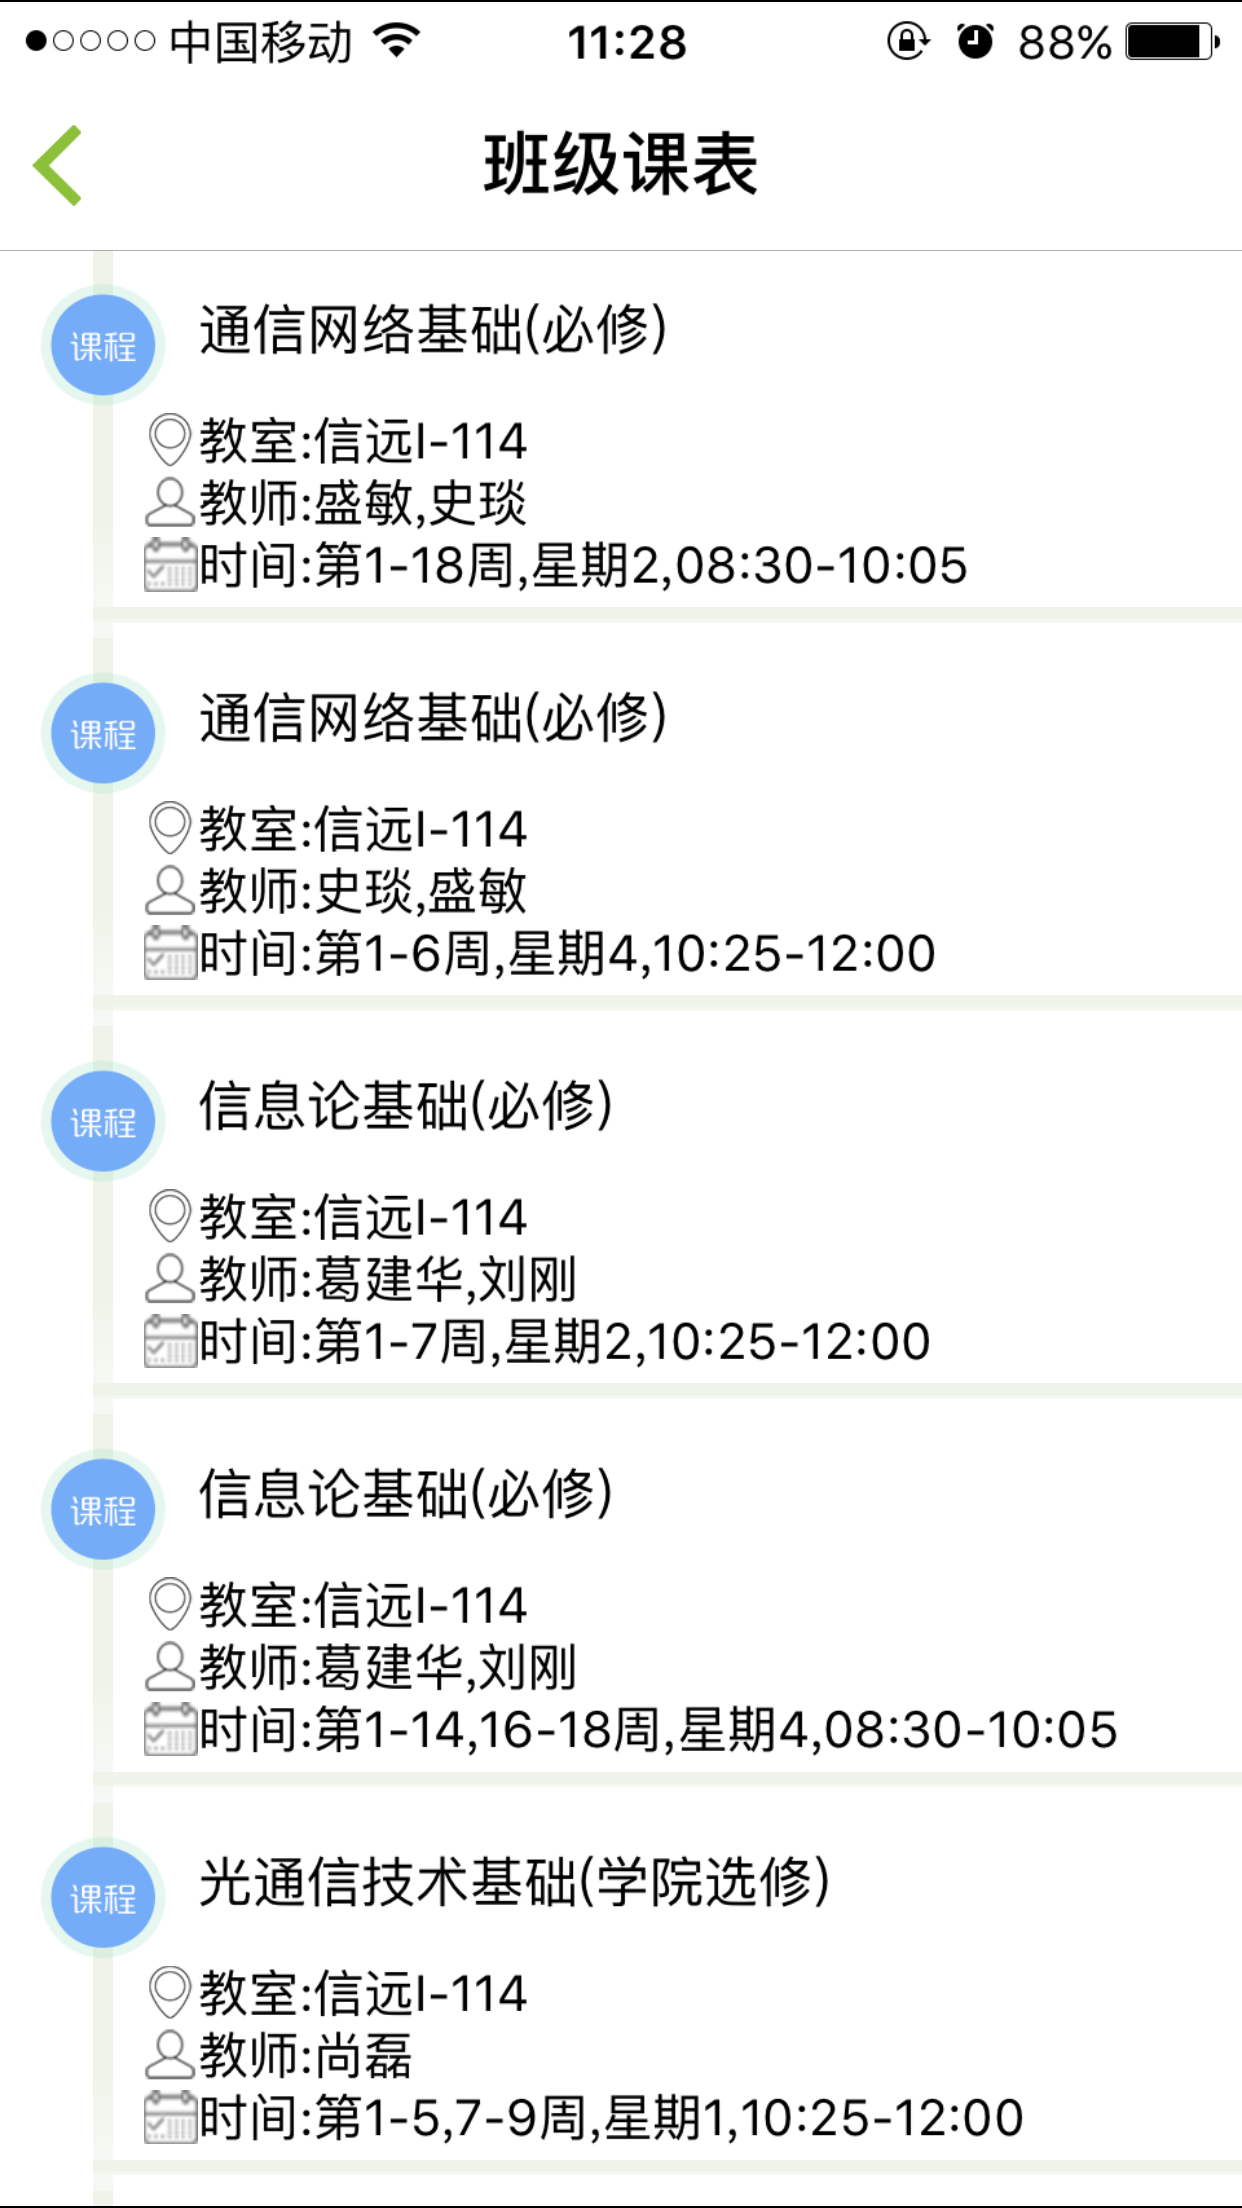 中国移动 11:28 88%
班级课表
课程 通信网络基础(必修)
教室:信远I-114
教师:盛敏,史琰
时间:第1-18周,星期2,08:30-10:05
课程 通信网络基础(必修)
教室:信远I-114
教师:史琰,盛敏
时间:第1-6周,星期4,10:25-12:00
课程 信息论基础(必修)
教室:信远I-114
教师:葛建华,刘刚
时间:第1-7周,星期2,10:25-12:00
课程 信息论基础(必修)
教室:信远I-114
教师:葛建华,刘刚
时间:第1-14,16-18周,星期4,08:30-10:05
课程 光通信技术基础(学院选修)
教室:信远I-114
教师:尚磊
时间:第1-5,7-9周,星期1,10:25-12:00